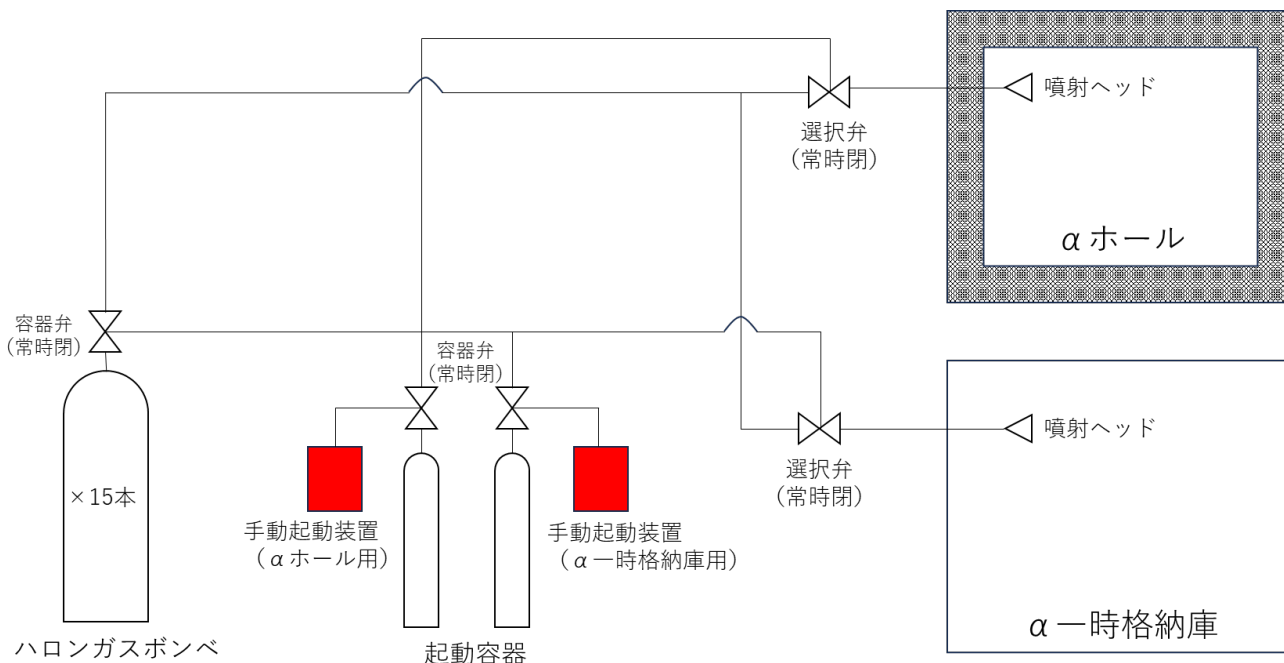 噴射ヘッド
選択弁
(常時閉)
αホール
容器弁
(常時閉)
容器弁
(常時閉)
噴射ヘッド
選択弁
(常時閉)
×15本
手動起動装置
(αホール用)
手動起動装置
(α一時格納庫用)
α一時格納庫
ハロンガスボンベ
起動容器